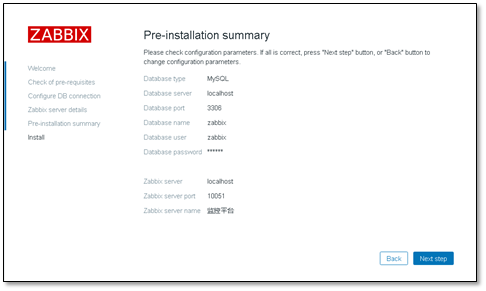 ZABBIX
Welcome
Check of pre-requisites
Configure DB connection
Zabbix server details
Pre-installation summary
Install
Pre-installation summary
Please check configuration parameters. If all is correct, press "Next step" button, or "Back" button to
change configuration parameters.
Database type MySQL
Database server localhost
Database port 3306
Database name zabbix
Database user zabbix
Database password ******
Zabbix server localhost
Zabbix server port 10051
Zabbix server name 监控平台
Back
Next step